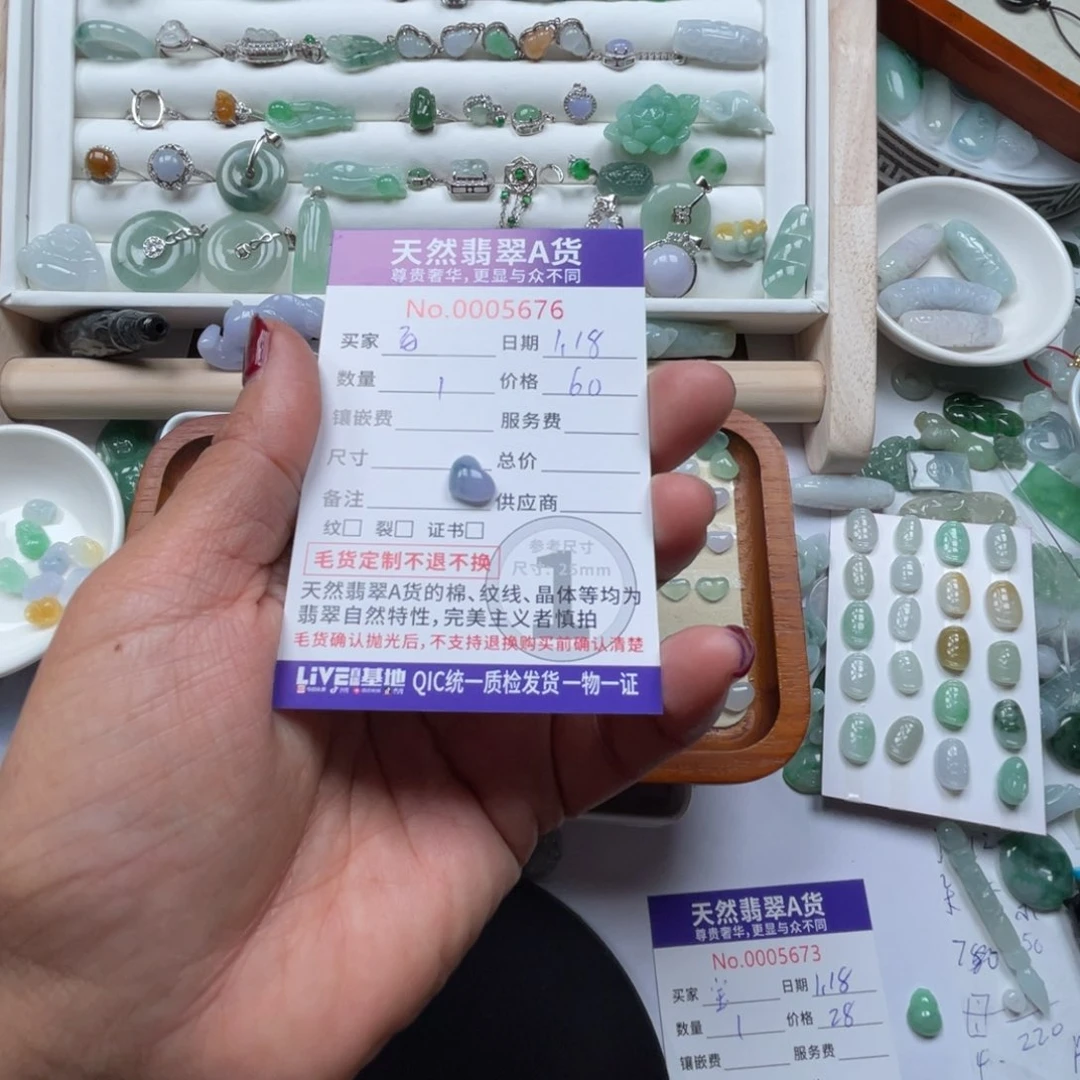 天然翡翠A货
尊贵奢华，更显与众不同
No.0005676
买家 日期 1.18
数量 1 价格 60
镶嵌费 服务费
尺寸 总价
备注 供应商
纹□ 裂□ 证书□
参考尺寸
毛货定制不退不换
天然翡翠A货的棉、纹线、晶体等均为
翡翠自然特性，完美主义者慎拍
毛货确认抛光后，不支持退换购买前确认清楚
LIVE 基地 QIC统一质检发货一物一证
天然翡翠A货
尊贵奢华，更显与众不同
No.0005673
买家 日期 1.18
数量 1 价格 28
镶嵌费 服务费
220